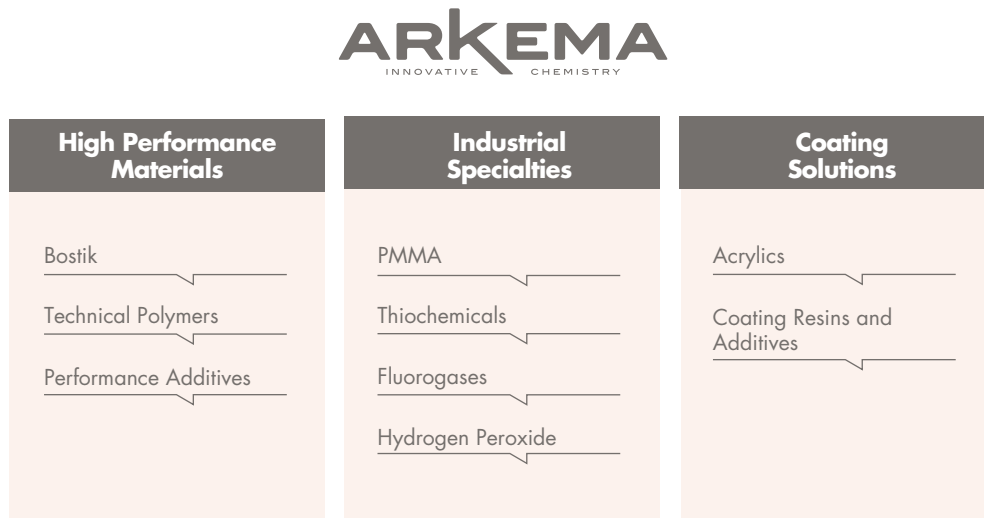 ARKEMA
INNOVATIVE CHEMISTRY
High Performance
Materials
Bostik
Technical Polymers
Performance Additives
Industrial
Specialties
PMMA
Thiochemicals
Fluorogases
Hydrogen Peroxide
Coating
Solutions
Acrylics
Coating Resins and
Additives